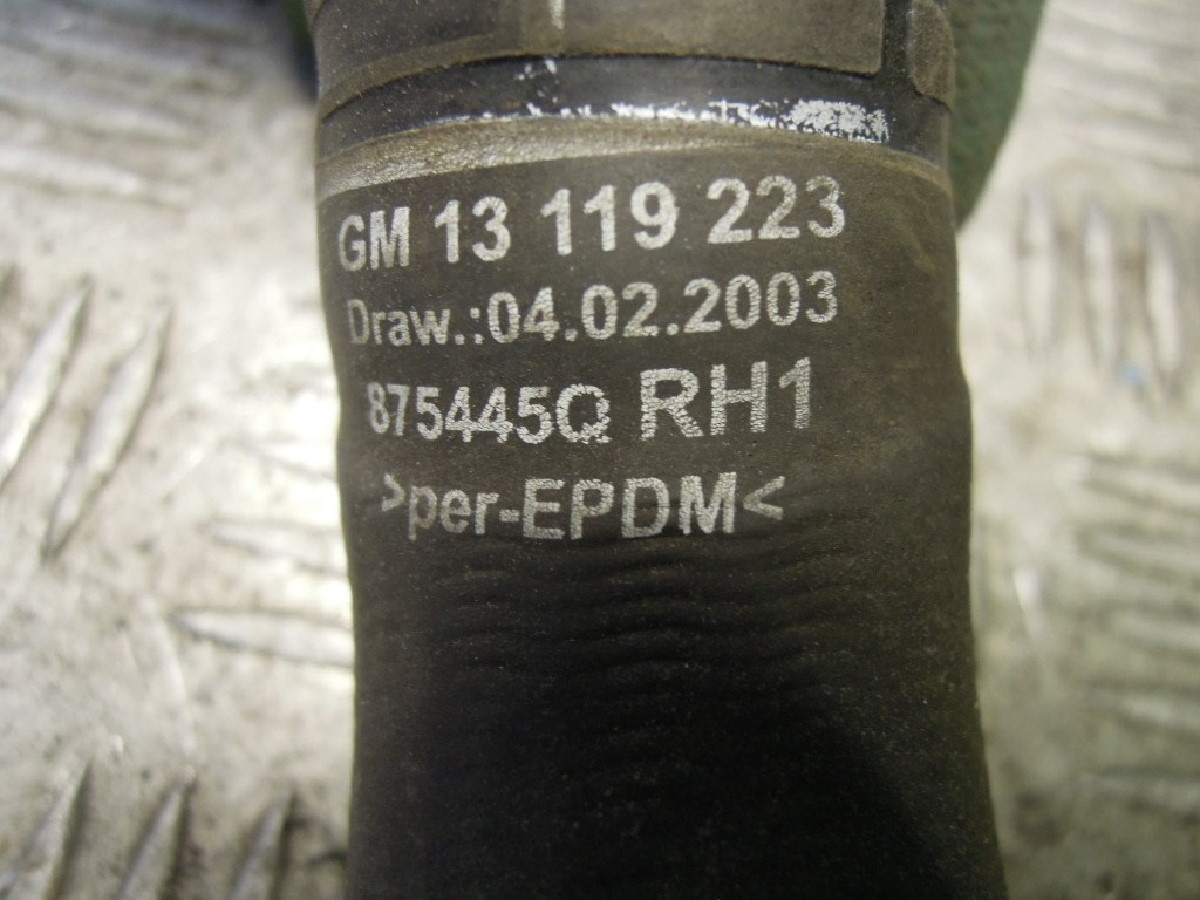 GM 13 119 223
Draw.:04.02.2003
875445Q RH1
>per-EPDM<